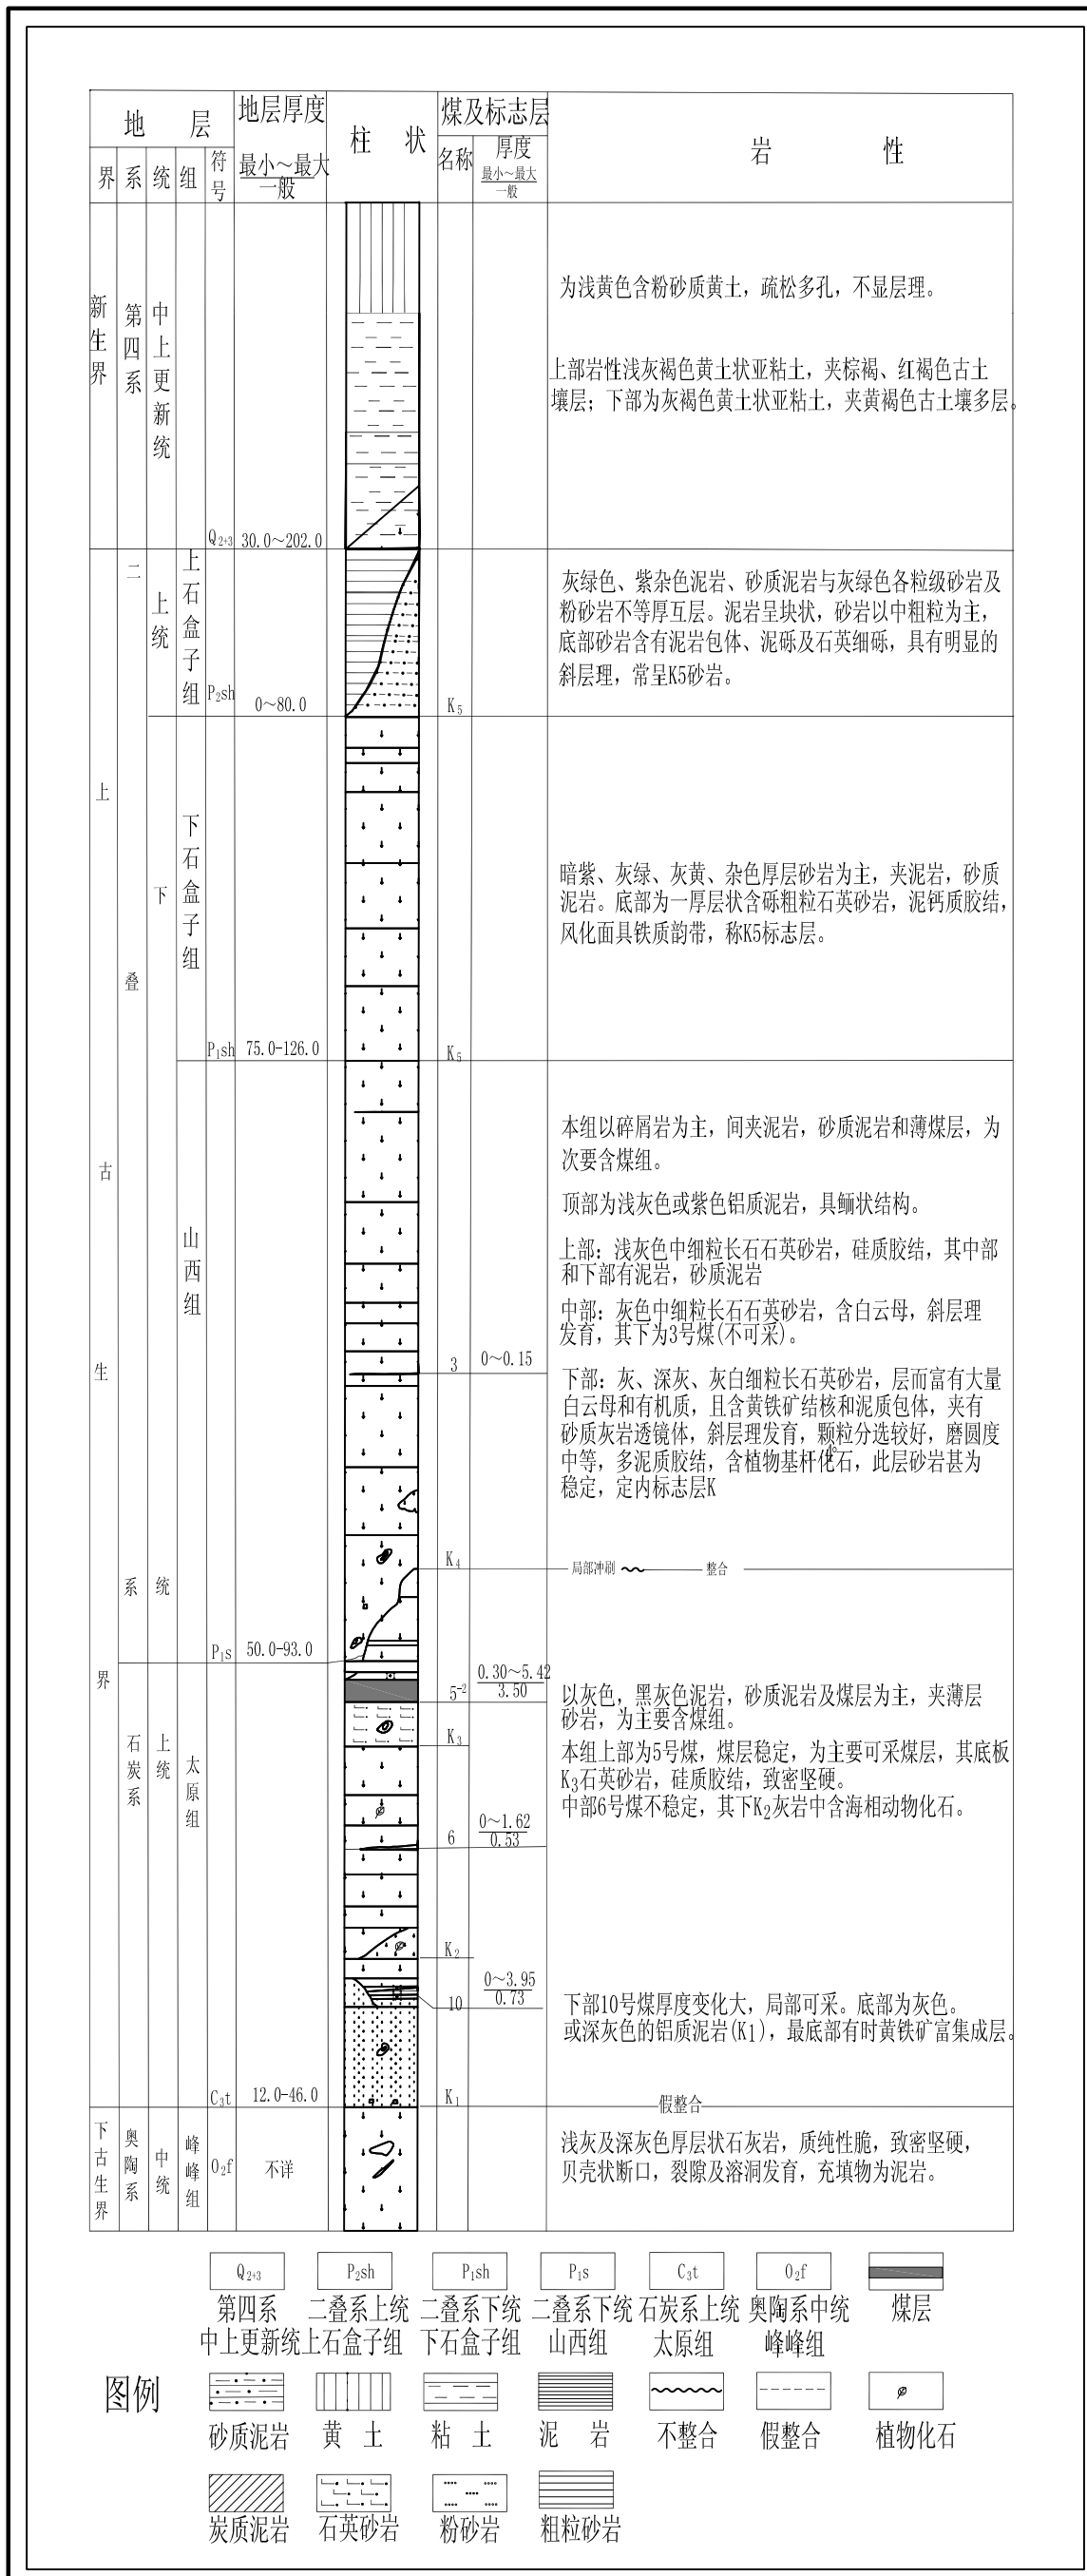 地 层
地层厚度
最小～最大
一般
柱 状
煤及标志层
名称
厚度
最小～最大
一般
岩 性
界
系
统
组
符号
新生界
第四系
中上更新统
Q₂₊₃
30.0～202.0
为浅黄色含粉砂质黄土，疏松多孔，不显层理。
上部岩性浅灰褐色黄土状亚粘土，夹棕褐、红褐色古土
壤层；下部为灰褐色黄土状亚粘土，夹黄褐色古土壤多层。
上古生界
二叠系
上统
上石盒子组
P₂sh
0～80.0
K₅
灰绿色、紫杂色泥岩、砂质泥岩与灰绿色各粒级砂岩及
粉砂岩不等厚互层。泥岩呈块状，砂岩以中粗粒为主，
底部砂岩含有泥岩包体、泥砾及石英细砾，具有明显的
斜层理，常呈K5砂岩。
下统
下石盒子组
P₁sh
75.0-126.0
K₅
暗紫、灰绿、灰黄、杂色厚层砂岩为主，夹泥岩，砂质
泥岩。底部为一厚层状含砾粗粒石英砂岩，泥钙质胶结，
风化面具铁质韵带，称K5标志层。
山西组
P₁s
50.0-93.0
本组以碎屑岩为主，间夹泥岩，砂质泥岩和薄煤层，为
次要含煤组。
顶部为浅灰色或紫色铝质泥岩，具鲕状结构。
上部：浅灰色中细粒长石石英砂岩，硅质胶结，其中部
和下部有泥岩，砂质泥岩
中部：灰色中细粒长石石英砂岩，含白云母，斜层理
发育，其下为3号煤(不可采)。
3
0～0.15
下部：灰、深灰、灰白细粒长石英砂岩，层而富有大量
白云母和有机质，且含黄铁矿结核和泥质包体，夹有
砂质灰岩透镜体，斜层理发育，颗粒分选较好，磨圆度
中等，多泥质胶结，含植物基杆化石，此层砂岩甚为
稳定，定内标志层K
K₄
局部冲刷
整合
石炭系
上统
太原组
C₃t
12.0-46.0
5⁻²
0.30～5.42
3.50
K₃
以灰色，黑灰色泥岩，砂质泥岩及煤层为主，夹薄层
砂岩，为主要含煤组。
本组上部为5号煤，煤层稳定，为主要可采煤层，其底板
K₃石英砂岩，硅质胶结，致密坚硬。
中部6号煤不稳定，其下K₂灰岩中含海相动物化石。
6
0～1.62
0.53
K₂
10
0～3.95
0.73
下部10号煤厚度变化大，局部可采。底部为灰色。
或深灰色的铝质泥岩(K1)，最底部有时黄铁矿富集成层。
K₁
假整合
下古生界
奥陶系
中统
峰峰组
O₂f
不详
浅灰及深灰色厚层状石灰岩，质纯性脆，致密坚硬，
贝壳状断口，裂隙及溶洞发育，充填物为泥岩。
图例
Q₂₊₃
P₂sh
P₁sh
P₁s
C₃t
O₂f
第四系
中上更新统
二叠系上统
上石盒子组
二叠系下统
下石盒子组
二叠系下统
山西组
石炭系上统
太原组
奥陶系中统
峰峰组
煤层
砂质泥岩
黄 土
粘 土
泥 岩
不整合
假整合
植物化石
炭质泥岩
石英砂岩
粉砂岩
粗粒砂岩